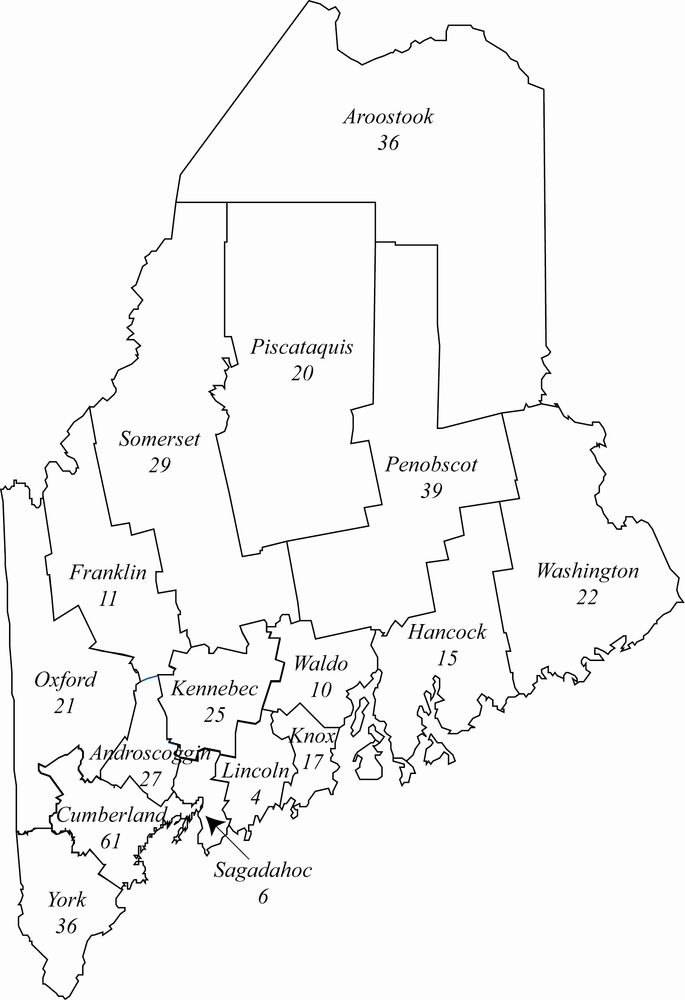 Aroostook
36
Piscataquis
20
Somerset
29
Penobscot
39
Franklin
11
Washington
22
Hancock
15
Waldo
10
Oxford
21
Kennebec
25
Knox
17
Androscoggin
27
Lincoln
4
Cumberland
61
Sagadahoc
6
York
36